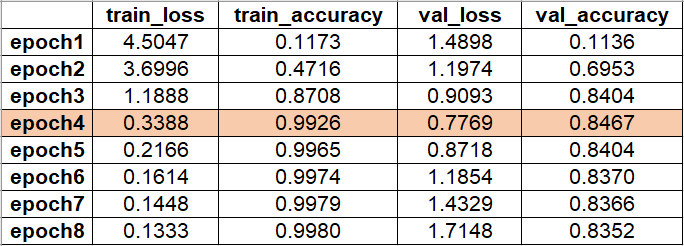 train_loss train_accuracy val_loss val_accuracy
epoch1 4.5047 0.1173 1.4898 0.1136
epoch2 3.6996 0.4716 1.1974 0.6953
epoch3 1.1888 0.8708 0.9093 0.8404
epoch4 0.3388 0.9926 0.7769 0.8467
epoch5 0.2166 0.9965 0.8718 0.8404
epoch6 0.1614 0.9974 1.1854 0.8370
epoch7 0.1448 0.9979 1.4329 0.8366
epoch8 0.1333 0.9980 1.7148 0.8352